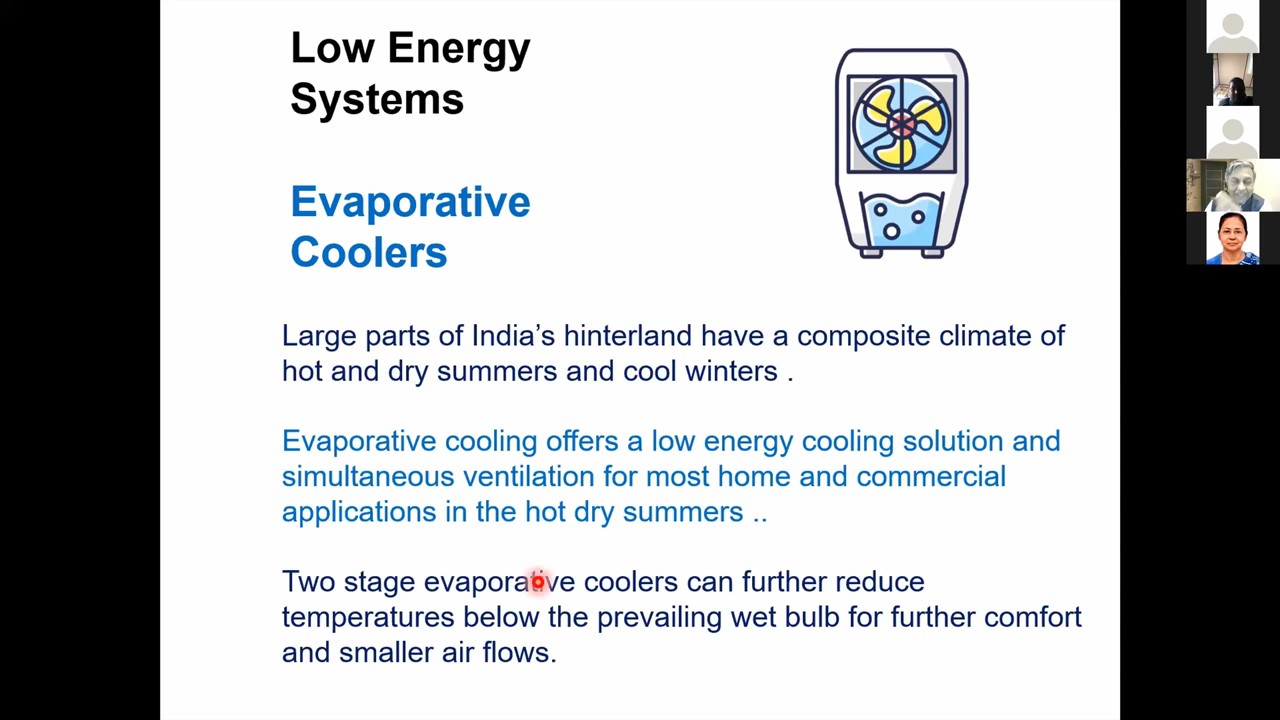 Low Energy
Systems
Evaporative
Coolers
Large parts of India’s hinterland have a composite climate of
hot and dry summers and cool winters .
Evaporative cooling offers a low energy cooling solution and
simultaneous ventilation for most home and commercial
applications in the hot dry summers ..
Two stage evaporative coolers can further reduce
temperatures below the prevailing wet bulb for further comfort
and smaller air flows.